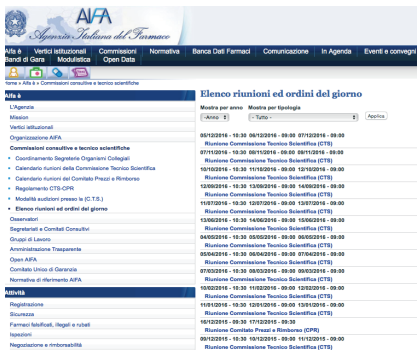 AIFA
Agenzia Italiana del Farmaco
Aifa è Vertici istituzionali Commissioni Normativa Banca Dati Farmaci Comunicazione In Agenda Eventi e convegni
Bandi di Gara Modulistica Open Data
Home » Aifa è » Commissioni consultive e tecnico scientifiche
Aifa è
L'Agenzia
Mission
Vertici istituzionali
Organizzazione AIFA
Commissioni consultive e tecnico scientifiche
Coordinamento Segreterie Organismi Collegiali
Calendario riunioni della Commissione Tecnico Scientifica
Calendario riunioni del Comitato Prezzi e Rimborso
Regolamento CTS-CPR
Modalità audizioni presso la (C.T.S.)
Elenco riunioni ed ordini del giorno
Osservatori
Segretariati e Comitati Consultivi
Gruppi di Lavoro
Amministrazione Trasparente
Open AIFA
Comitato Unico di Garanzia
Normativa di riferimento AIFA
Attività
Registrazione
Sicurezza
Farmaci falsificati, illegali e rubati
Ispezioni
Negoziazione e rimborsabilità
Elenco riunioni ed ordini del giorno
Mostra per anno Mostra per tipologia
-Anno - Tutto - Applica
05/12/2016 - 10:30 06/12/2016 - 09:00 07/12/2016 - 09:00
Riunione Commissione Tecnico Scientifica (CTS)
07/11/2016 - 10:30 08/11/2016 - 09:00 09/11/2016 - 09:00
Riunione Commissione Tecnico Scientifica (CTS)
10/10/2016 - 10:30 11/10/2016 - 09:00 12/10/2016 - 09:00
Riunione Commissione Tecnico Scientifica (CTS)
12/09/2016 - 10:30 13/09/2016 - 09:00 14/09/2016 - 09:00
Riunione Commissione Tecnico Scientifica (CTS)
11/07/2016 - 10:30 12/07/2016 - 09:00 13/07/2016 - 09:00
Riunione Commissione Tecnico Scientifica (CTS)
13/06/2016 - 10:30 14/06/2016 - 09:00 15/06/2016 - 09:00
Riunione Commissione Tecnico Scientifica (CTS)
04/05/2016 - 09:00 05/05/2016 - 09:00 06/05/2016 - 09:00
Riunione Commissione Tecnico Scientifica (CTS)
05/04/2016 - 09:00 06/04/2016 - 09:00 07/04/2016 - 09:00
Riunione Commissione Tecnico Scientifica (CTS)
07/03/2016 - 10:30 08/03/2016 - 09:00 09/03/2016 - 09:00
Riunione Commissione Tecnico Scientifica (CTS)
10/02/2016 - 09:00 11/02/2016 - 09:00 12/02/2016 - 09:00
Riunione Commissione Tecnico Scientifica (CTS)
11/01/2016 - 10:30 12/01/2016 - 09:00 13/01/2016 - 09:00
Riunione Commissione Tecnico Scientifica (CTS)
16/12/2015 - 09:30 17/12/2015 - 09:30
Riunione Comitato Prezzi e Rimborso (CPR)
09/12/2015 - 09:30 10/12/2015 - 09:00 11/12/2015 - 09:00
Riunione Commissione Tecnico Scientifica (CTS)